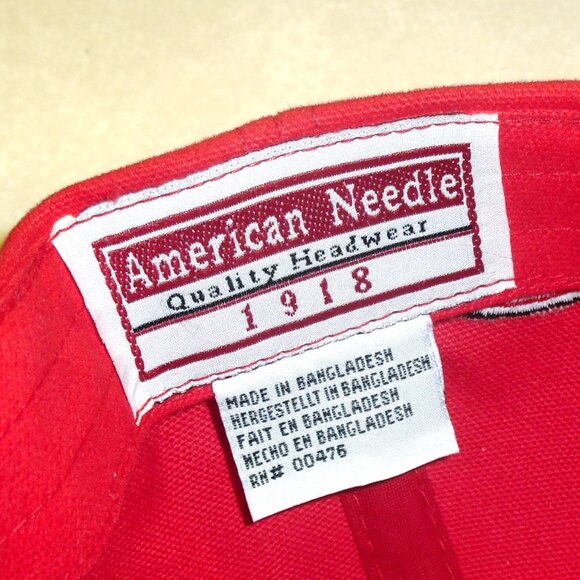 American Needle
Quality Headwear
1918
MADE IN BANGLADESH
HERGESTELLT IN BANGLADESH
FAIT EN BANGLADESH
HECHO EN BANGLADESH
RN# 00476